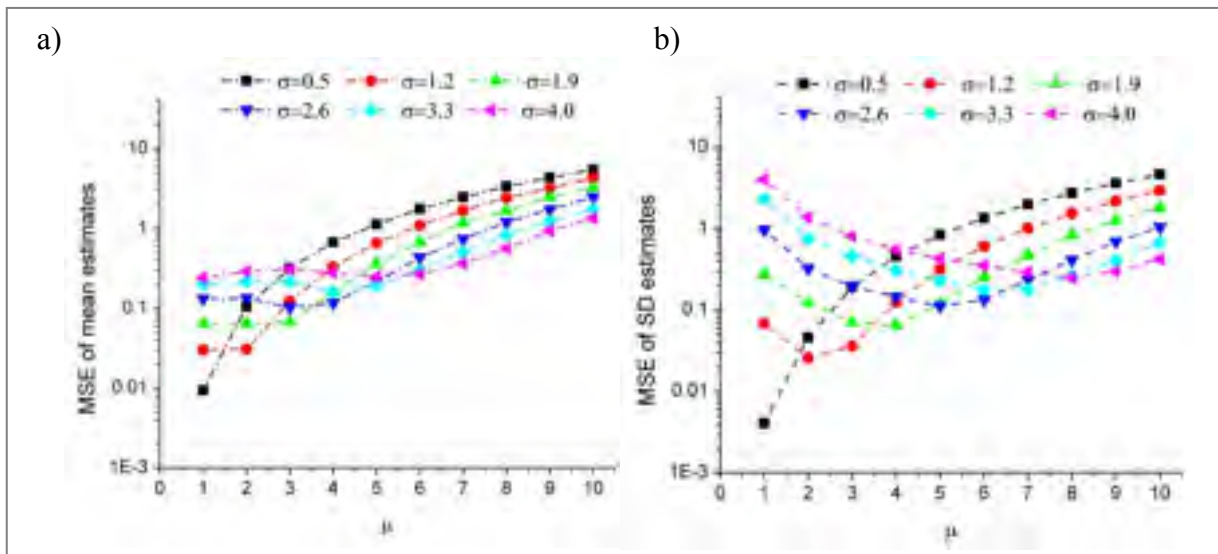 a)
σ=0.5 σ=1.2 σ=1.9
σ=2.6 σ=3.3 σ=4.0
MSE of mean estimates
10
1
0.1
0.01
1E-3
0 1 2 3 4 5 6 7 8 9 10
μ
b)
σ=0.5 σ=1.2 σ=1.9
σ=2.6 σ=3.3 σ=4.0
MSE of SD estimates
10
1
0.1
0.01
1E-3
0 1 2 3 4 5 6 7 8 9 10
μ